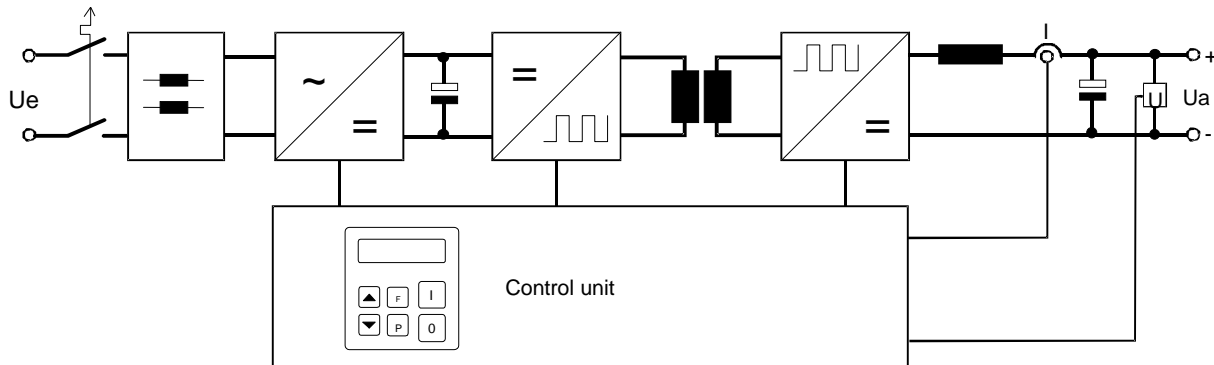 I
Ue
~
=
=
+
U
Ua
=
-
F
I
P
0
Control unit